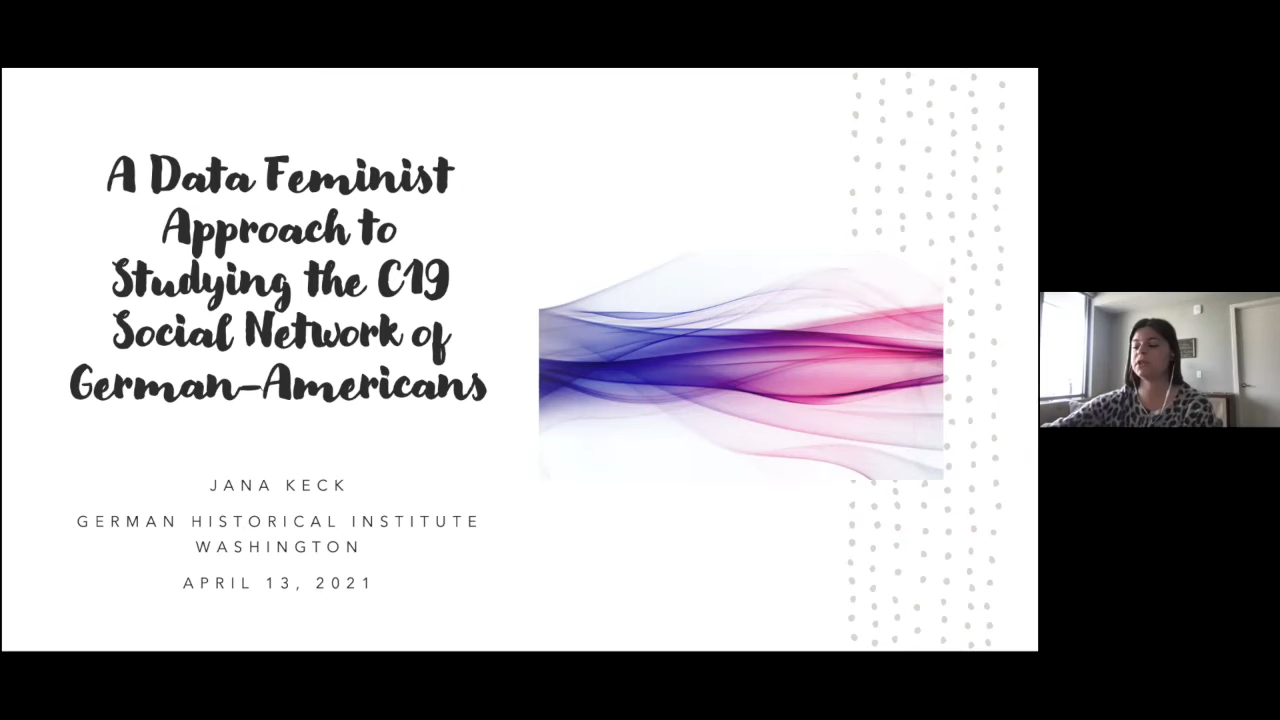 A Data Feminist
Approach to
Studying the C19
Social Network of
German-Americans
JANA KECK
GERMAN HISTORICAL INSTITUTE
WASHINGTON
APRIL 13, 2021